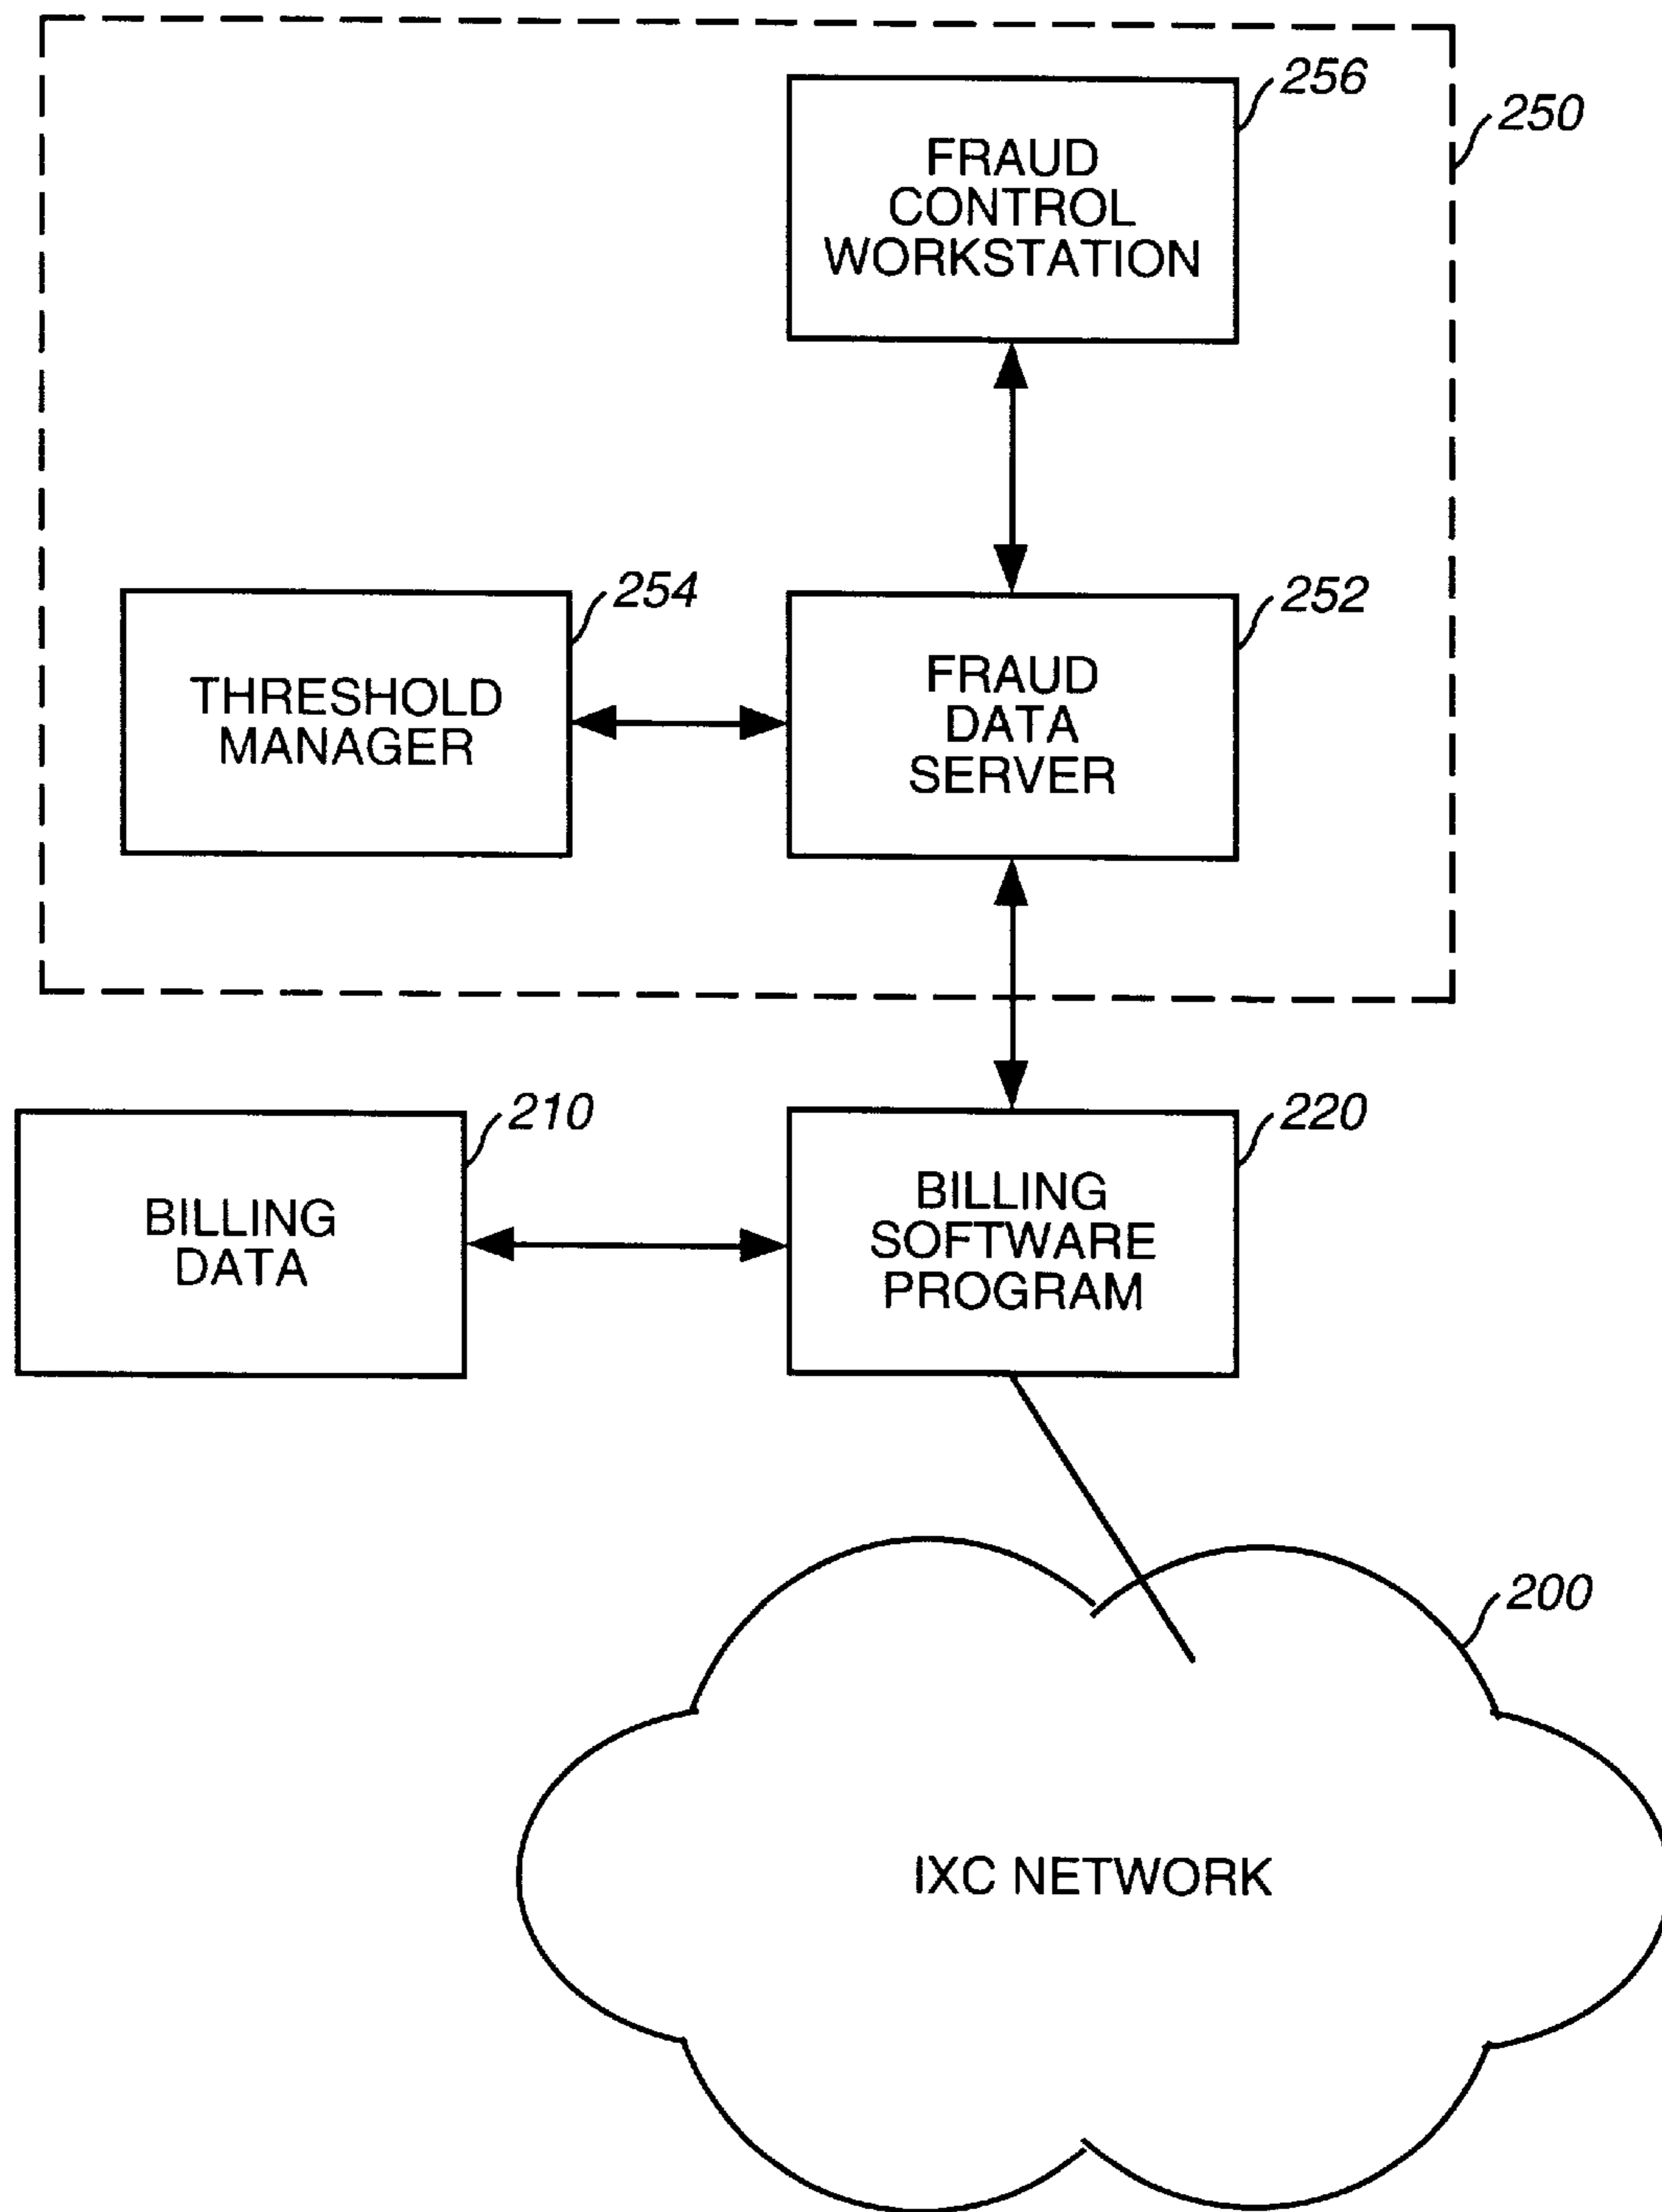 256
250
FRAUD
CONTROL
WORKSTATION
254
252
THRESHOLD
MANAGER
FRAUD
DATA
SERVER
210
220
BILLING
DATA
BILLING
SOFTWARE
PROGRAM
200
IXC NETWORK